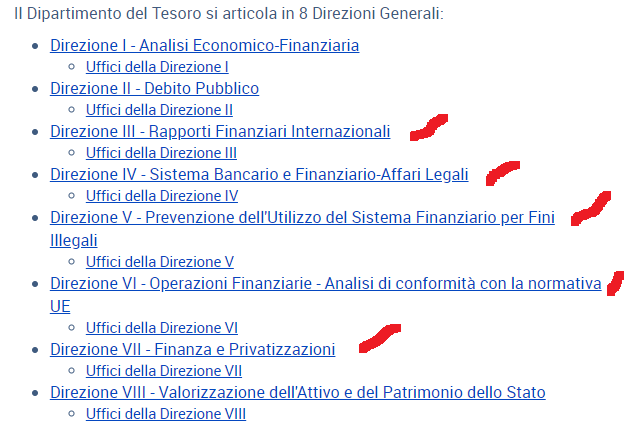 Il Dipartimento del Tesoro si articola in 8 Direzioni Generali:
Direzione I - Analisi Economico-Finanziaria
Uffici della Direzione I
Direzione II - Debito Pubblico
Uffici della Direzione II
Direzione III - Rapporti Finanziari Internazionali
Uffici della Direzione III
Direzione IV - Sistema Bancario e Finanziario-Affari Legali
Uffici della Direzione IV
Direzione V - Prevenzione dell'Utilizzo del Sistema Finanziario per Fini
Illegali
Uffici della Direzione V
Direzione VI - Operazioni Finanziarie - Analisi di conformità con la normativa
UE
Uffici della Direzione VI
Direzione VII - Finanza e Privatizzazioni
Uffici della Direzione VII
Direzione VIII - Valorizzazione dell'Attivo e del Patrimonio dello Stato
Uffici della Direzione VIII